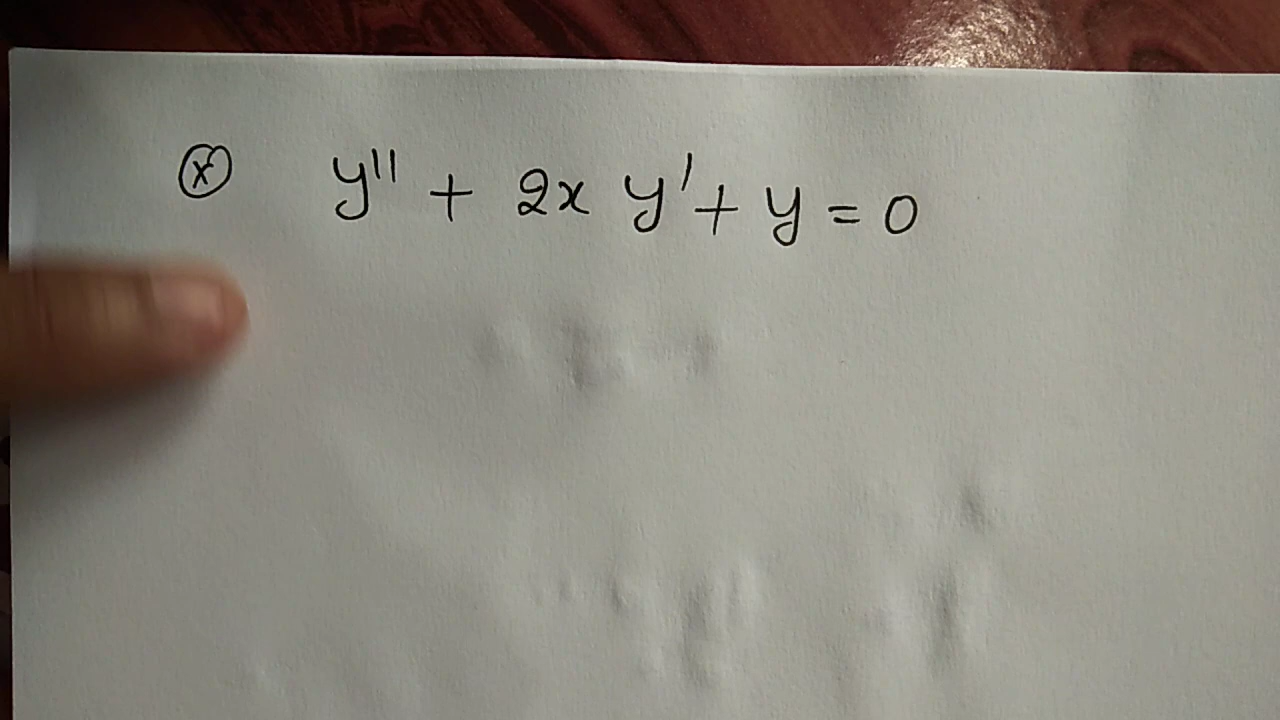 ⓧ y'' + 2x y' + y = 0